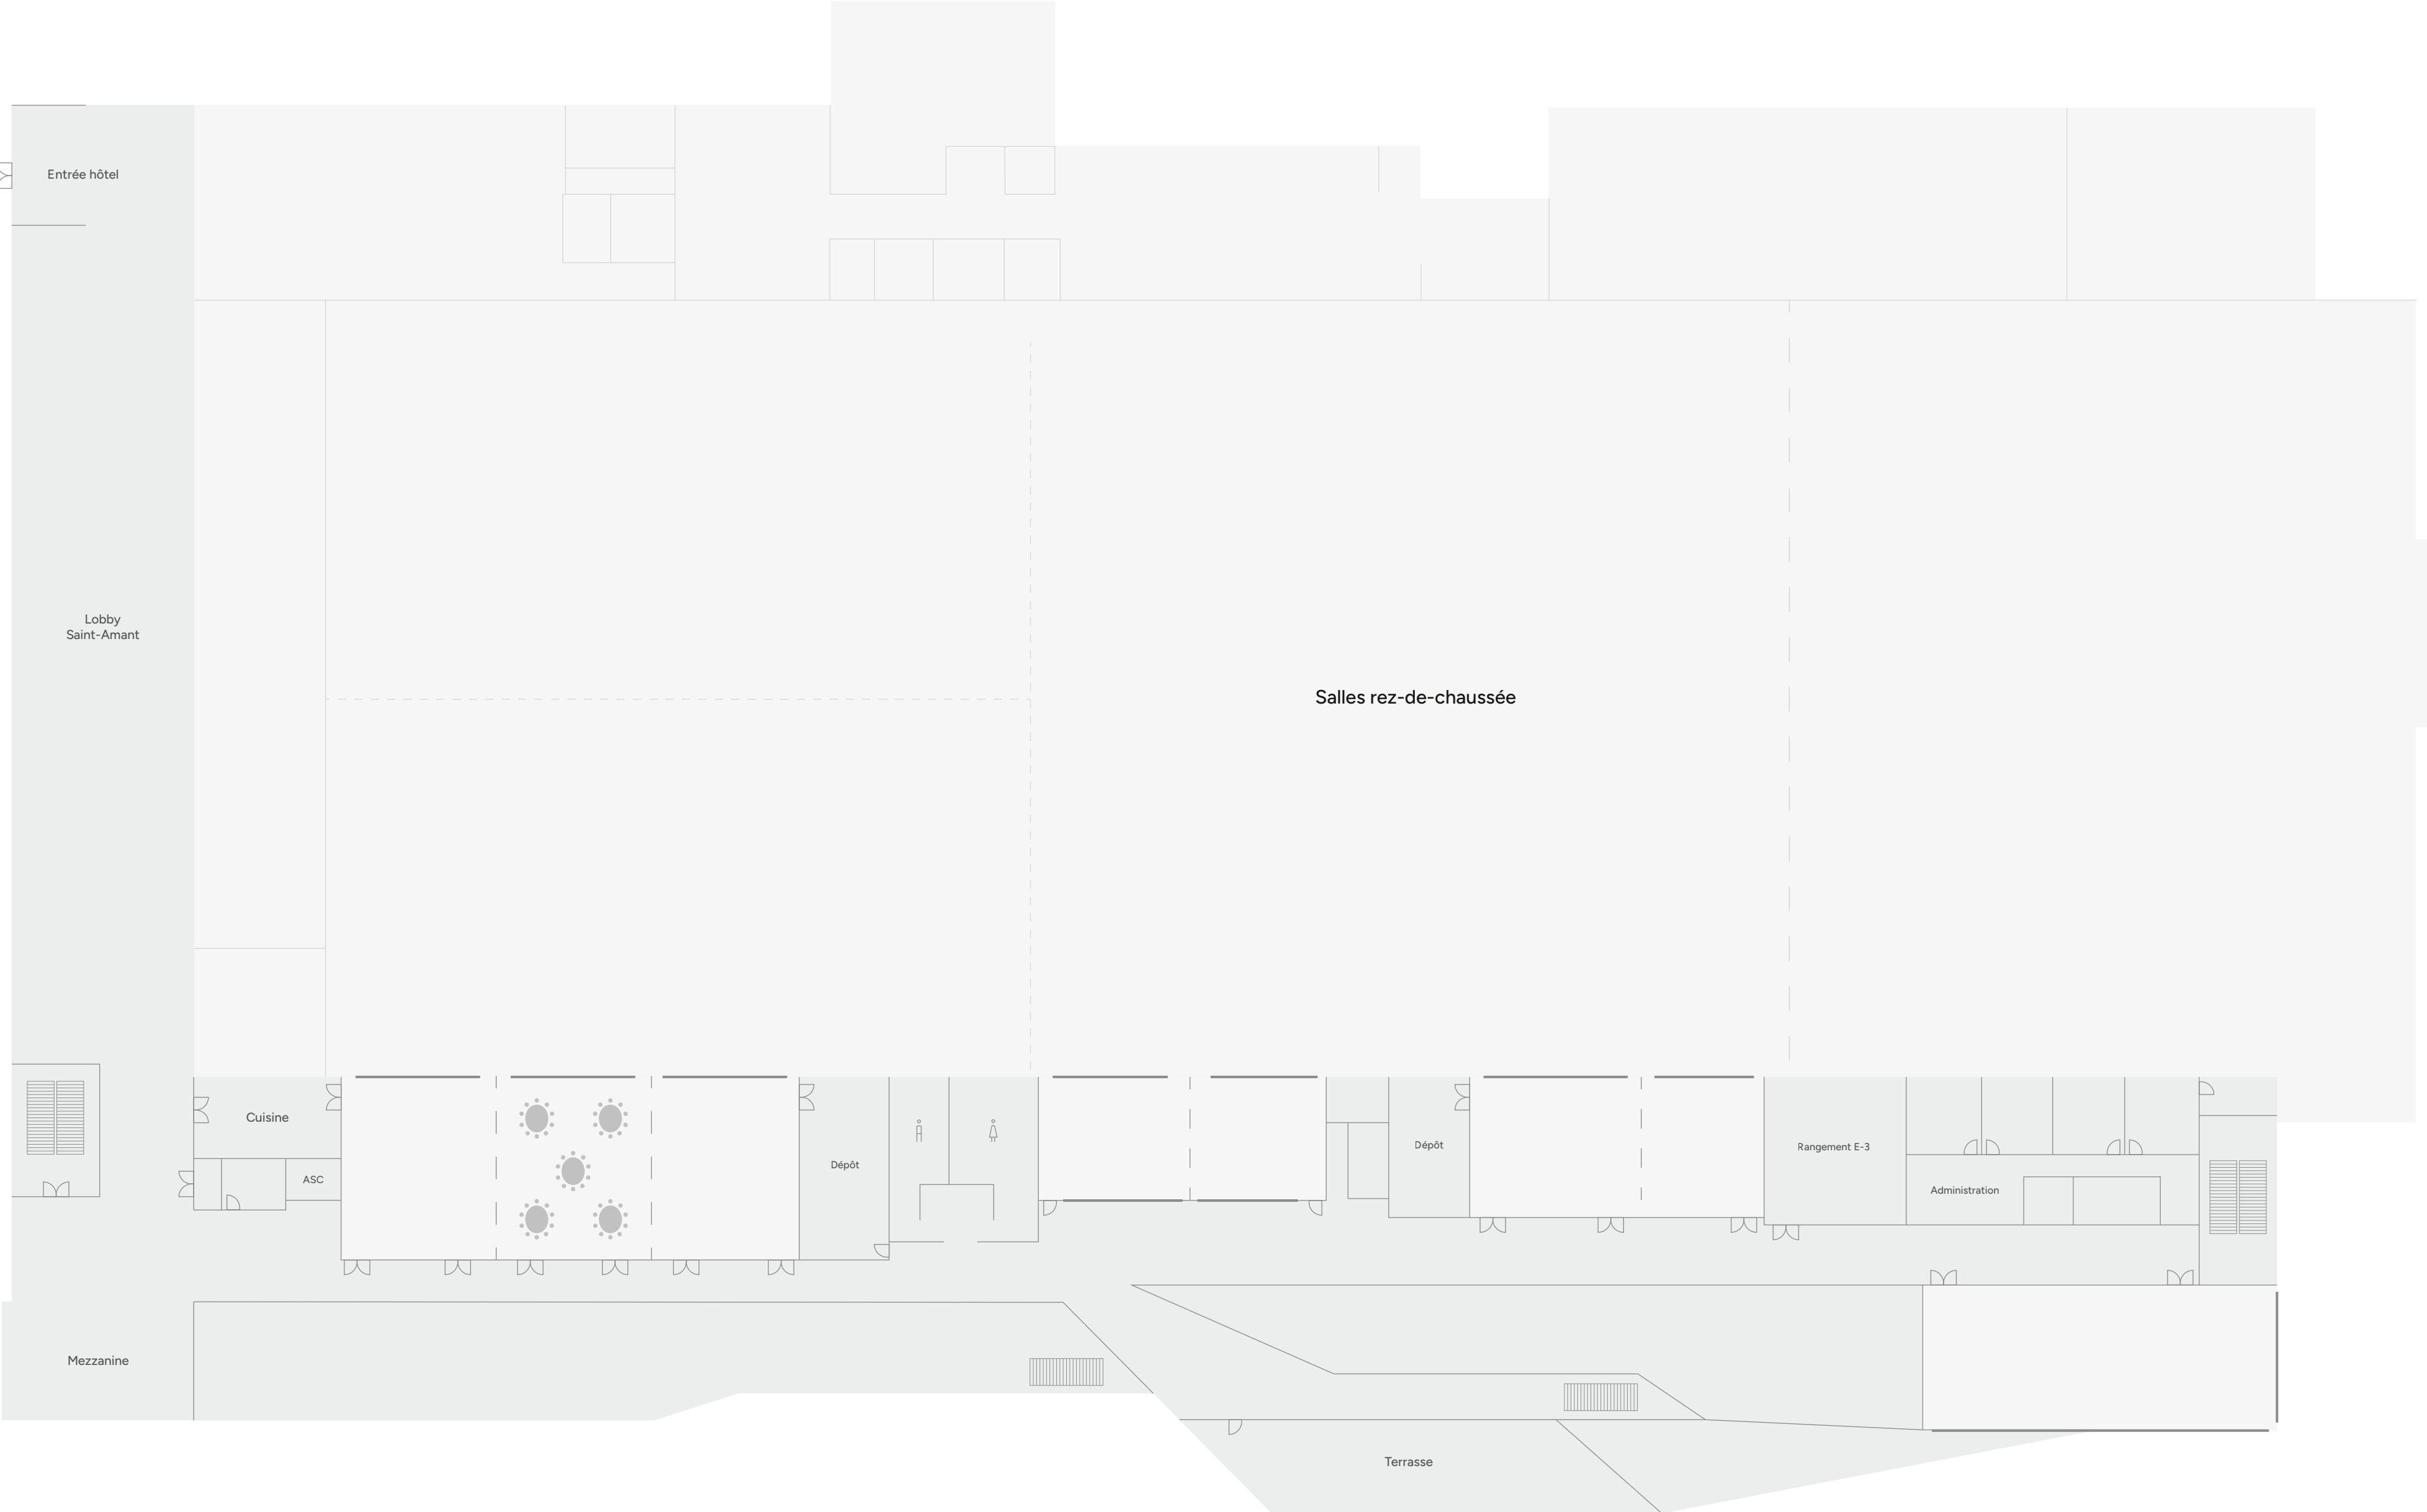 Entrée hôtel
Lobby
Saint-Amant
Salles rez-de-chaussée
Cuisine
ASC
Dépôt
Dépôt
Rangement E-3
Administration
Mezzanine
Terrasse